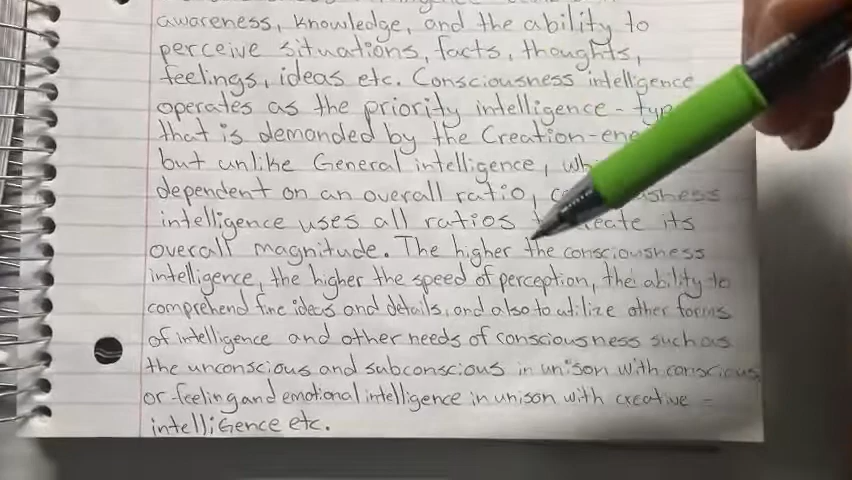 awareness, knowledge, and the ability to
perceive situations, facts, thoughts,
feelings, ideas etc. Consciousness intelligence
operates as the priority intelligence-
that is demanded by the Creation-
but unlike General intelligence,
dependent on an overall ratio,
intelligence uses all ratios its
overall magnitude. The higher the consciousness
intelligence, the higher the speed of perception, the ability to
comprehend fine ideas and details, and also to utilize other forms
of intelligence and other needs of consciousness such as
the unconscious and subconscious in unison with conscious,
or feeling and emotional intelligence in unison with creative -
intelliGence etc.